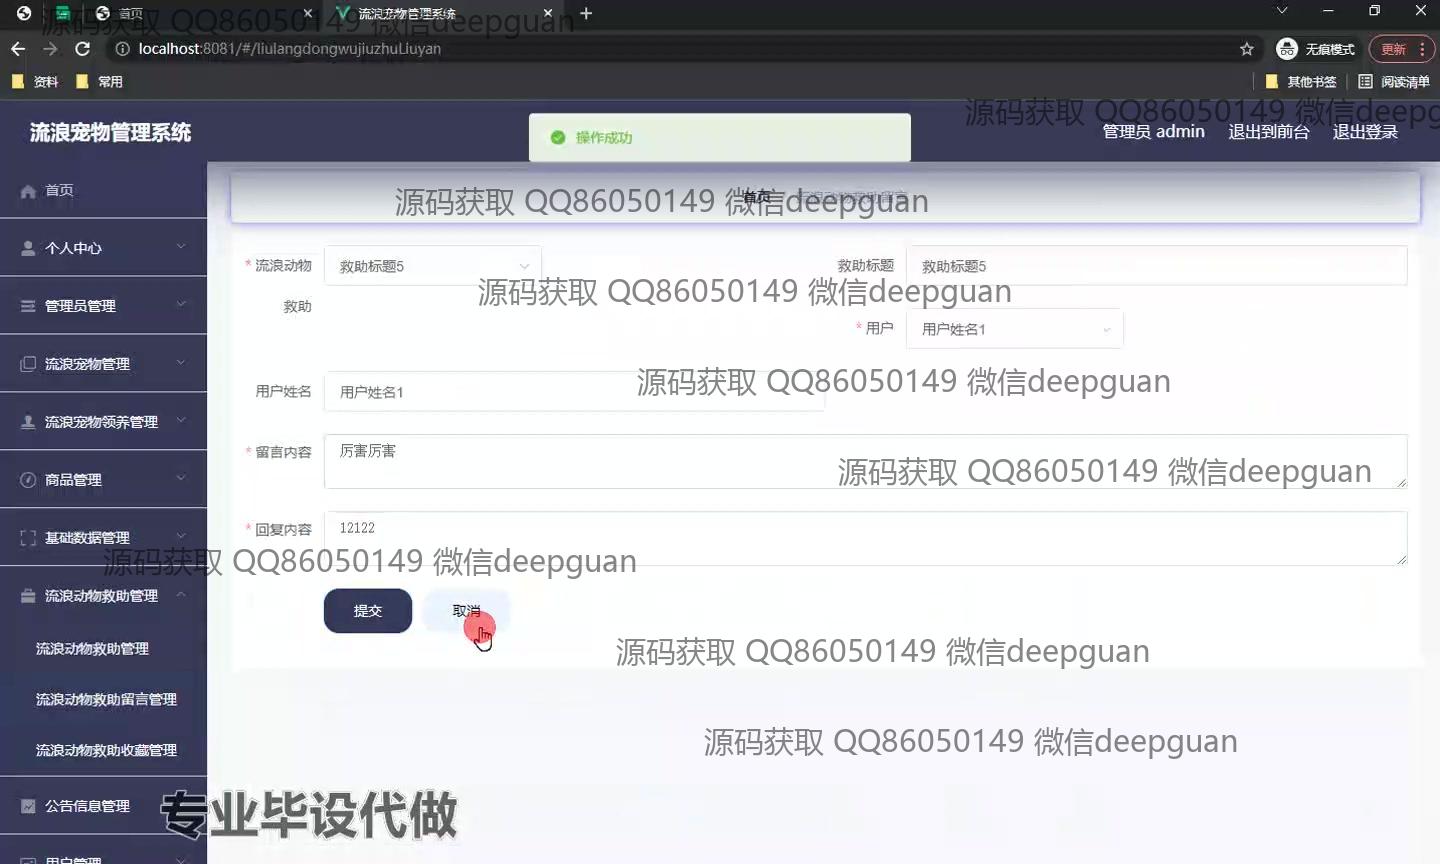 首页
流浪宠物管理系统
源码获取 QQ86050149 微信deepguan
localhost:8081/#/liulangdongwujiuzhuLiuyan
无痕模式
更新
资料
常用
其他书签
阅读清单
源码获取 QQ86050149 微信deepg
流浪宠物管理系统
操作成功
管理员 admin
退出到前台
退出登录
首页
个人中心
管理员管理
流浪宠物管理
流浪宠物领养管理
商品管理
基础数据管理
流浪动物救助管理
流浪动物救助管理
流浪动物救助留言管理
流浪动物救助收藏管理
公告信息管理
用户管理
首页
源码获取 QQ86050149 微信deepguan
* 流浪动物救助
救助标题5
救助标题
救助标题5
源码获取 QQ86050149 微信deepguan
* 用户
用户姓名1
用户姓名
用户姓名1
源码获取 QQ86050149 微信deepguan
* 留言内容
厉害厉害
源码获取 QQ86050149 微信deepguan
* 回复内容
12122
源码获取 QQ86050149 微信deepguan
提交
取消
源码获取 QQ86050149 微信deepguan
源码获取 QQ86050149 微信deepguan
专业毕设代做